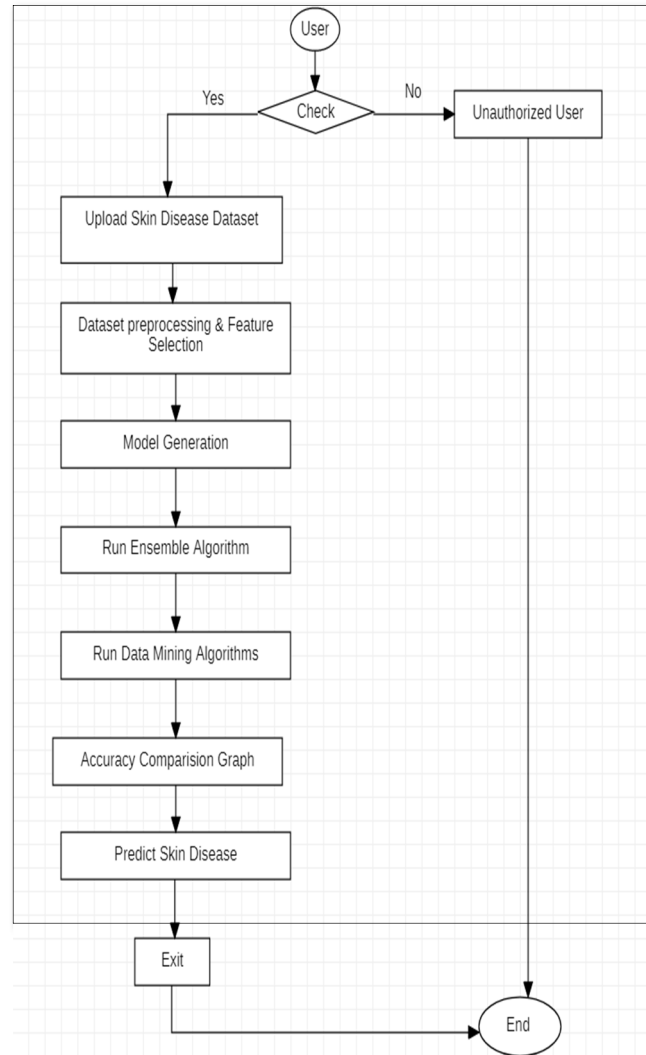 User
Yes
Check
No
Unauthorized User
Upload Skin Disease Dataset
Dataset preprocessing & Feature
Selection
Model Generation
Run Ensemble Algorithm
Run Data Mining Algorithms
Accuracy Comparision Graph
Predict Skin Disease
Exit
End